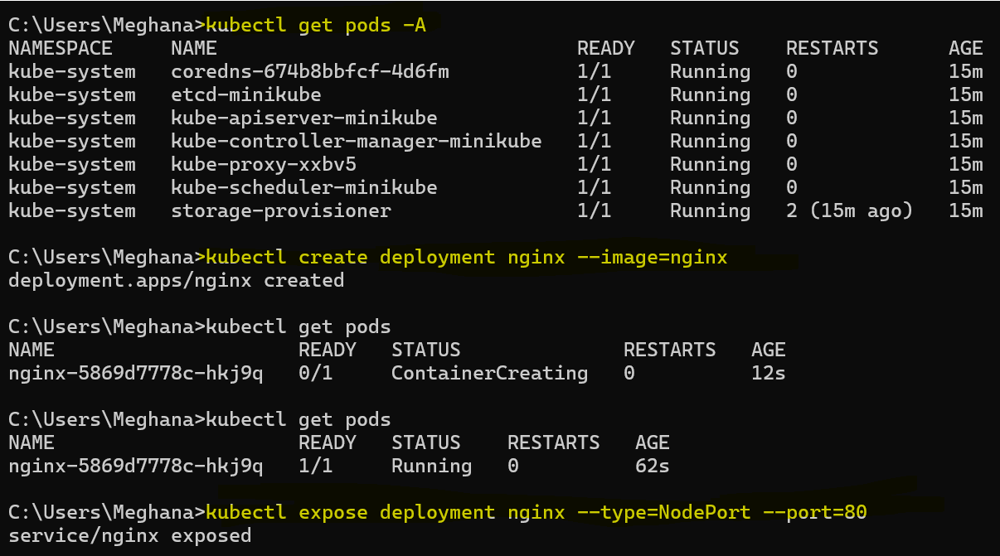 C:\Users\Meghana>kubectl get pods -A
NAMESPACE NAME READY STATUS RESTARTS AGE
kube-system coredns-674b8bbfcf-4d6fm 1/1 Running 0 15m
kube-system etcd-minikube 1/1 Running 0 15m
kube-system kube-apiserver-minikube 1/1 Running 0 15m
kube-system kube-controller-manager-minikube 1/1 Running 0 15m
kube-system kube-proxy-xxbv5 1/1 Running 0 15m
kube-system kube-scheduler-minikube 1/1 Running 0 15m
kube-system storage-provisioner 1/1 Running 2 (15m ago) 15m
C:\Users\Meghana>kubectl create deployment nginx --image=nginx
deployment.apps/nginx created
C:\Users\Meghana>kubectl get pods
NAME READY STATUS RESTARTS AGE
nginx-5869d7778c-hkj9q 0/1 ContainerCreating 0 12s
C:\Users\Meghana>kubectl get pods
NAME READY STATUS RESTARTS AGE
nginx-5869d7778c-hkj9q 1/1 Running 0 62s
C:\Users\Meghana>kubectl expose deployment nginx --type=NodePort --port=80
service/nginx exposed